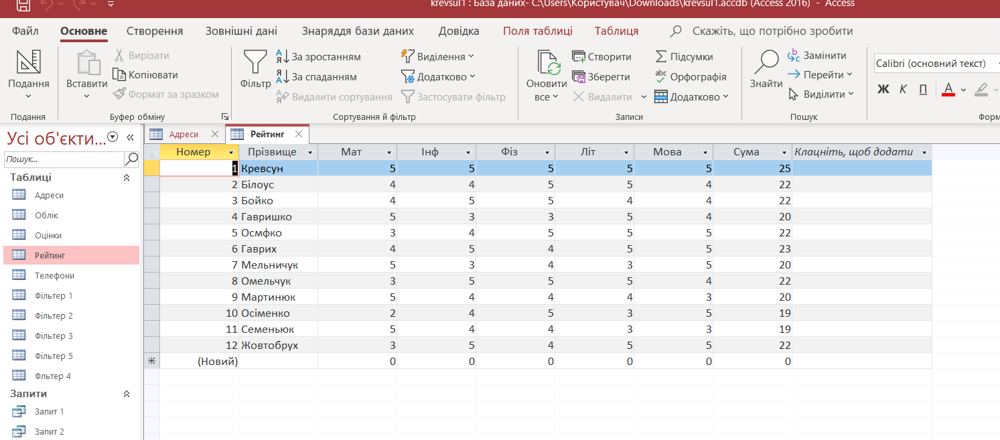 krevsul1 : База даних- C:\Users\Користувач\Downloads\krevsul1.accdb (Access 2016) - Access
Файл Основне Створення Зовнішні дані Знаряддя бази даних Довідка Поля таблиці Таблиця Скажіть, що потрібно зробити
Подання
Подання
Вставити
Вирізати
Копіювати
Формат за зразком
Буфер обміну
Фільтр
За зростанням
За спаданням
Видалити сортування
Виділення
Додатково
Застосувати фільтр
Сортування й фільтр
Оновити
все
Створити
Зберегти
Видалити
Підсумки
Орфографія
Додатково
Записи
Знайти
Замінити
Перейти
Виділити
Пошук
Calibri (основний текст)
Ж К П А
Форм
Усі об'єкти...
Пошук...
Таблиці
Адреси
Облік
Оцінки
Рейтинг
Телефони
Фільтер 1
Фільтер 2
Фільтер 3
Фільтер 5
Фльтер 4
Запити
Запит 1
Запит 2
Адреси Рейтинг
Номер Прізвище Мат Інф Фіз Літ Мова Сума Клацніть, щоб додати
1 Кревсун 5 5 5 5 5 25
2 Білоус 4 4 5 5 4 22
3 Бойко 4 5 5 4 4 22
4 Гавришко 5 3 3 5 4 20
5 Осмфко 3 4 5 5 5 22
6 Гаврих 4 5 4 5 5 23
7 Мельничук 5 3 4 3 5 20
8 Омельчук 3 5 5 5 4 22
9 Мартинюк 5 4 4 4 3 20
10 Осіменко 2 4 5 3 5 19
11 Семеньюк 5 4 4 3 3 19
12 Жовтобрух 3 5 4 5 5 22
(Новий) 0 0 0 0 0 0